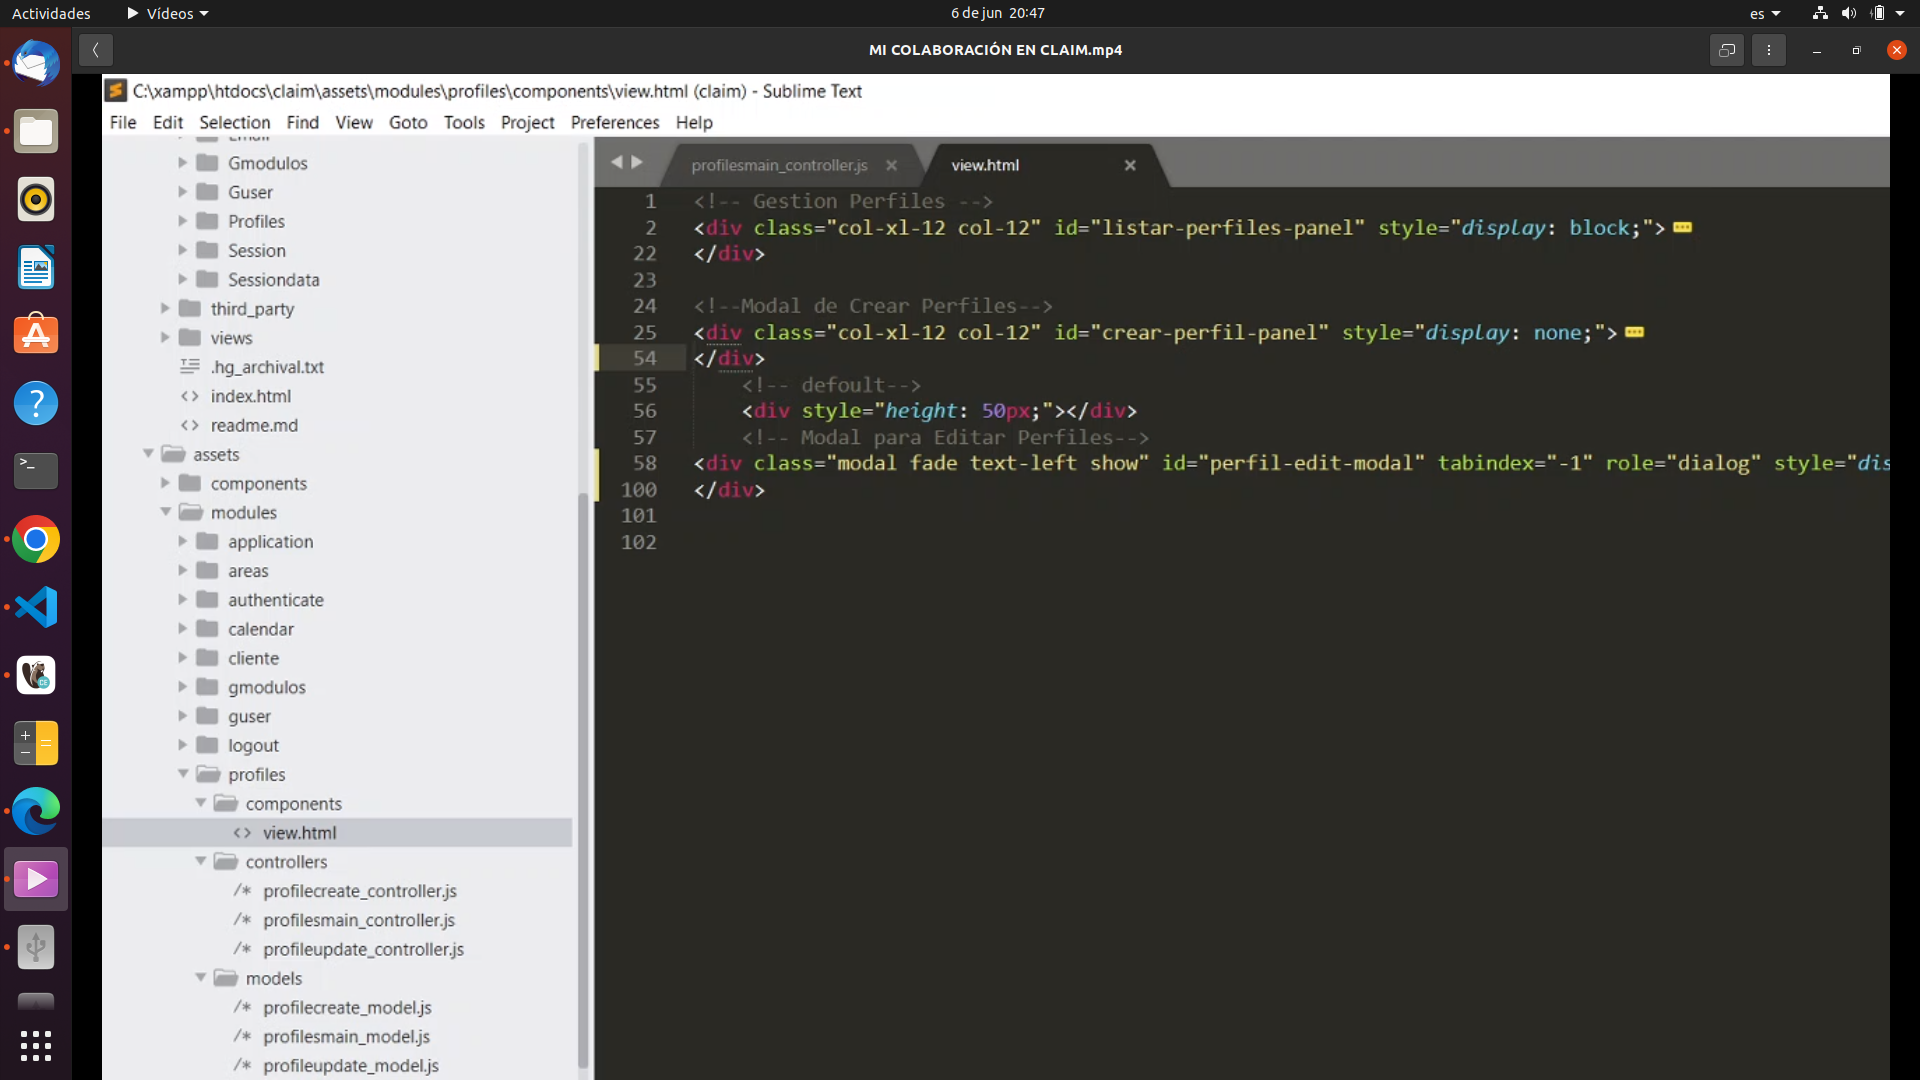 Actividades
Vídeos
6 de jun 20:47
es
MI COLABORACIÓN EN CLAIM.mp4
C:\xampp\htdocs\claim\assets\modules\profiles\components\view.html (claim) - Sublime Text
File Edit Selection Find View Goto Tools Project Preferences Help
Email
Gmodulos
Guser
Profiles
Session
Sessiondata
third_party
views
.hg_archival.txt
<> index.html
<> readme.md
assets
components
modules
application
areas
authenticate
calendar
cliente
gmodulos
guser
logout
profiles
components
<> view.html
controllers
/* profilecreate_controller.js
/* profilesmain_controller.js
/* profileupdate_controller.js
models
/* profilecreate_model.js
/* profilesmain_model.js
/* profileupdate_model.js
profilesmain_controller.js
view.html
1 <!-- Gestion Perfiles -->
2 <div class="col-xl-12 col-12" id="listar-perfiles-panel" style="display: block;">
22 </div>
23
24 <!--Modal de Crear Perfiles-->
25 <div class="col-xl-12 col-12" id="crear-perfil-panel" style="display: none;">
54 </div>
55 <!-- defoult-->
56 <div style="height: 50px;"></div>
57 <!-- Modal para Editar Perfiles-->
58 <div class="modal fade text-left show" id="perfil-edit-modal" tabindex="-1" role="dialog" style="dis
100 </div>
101
102